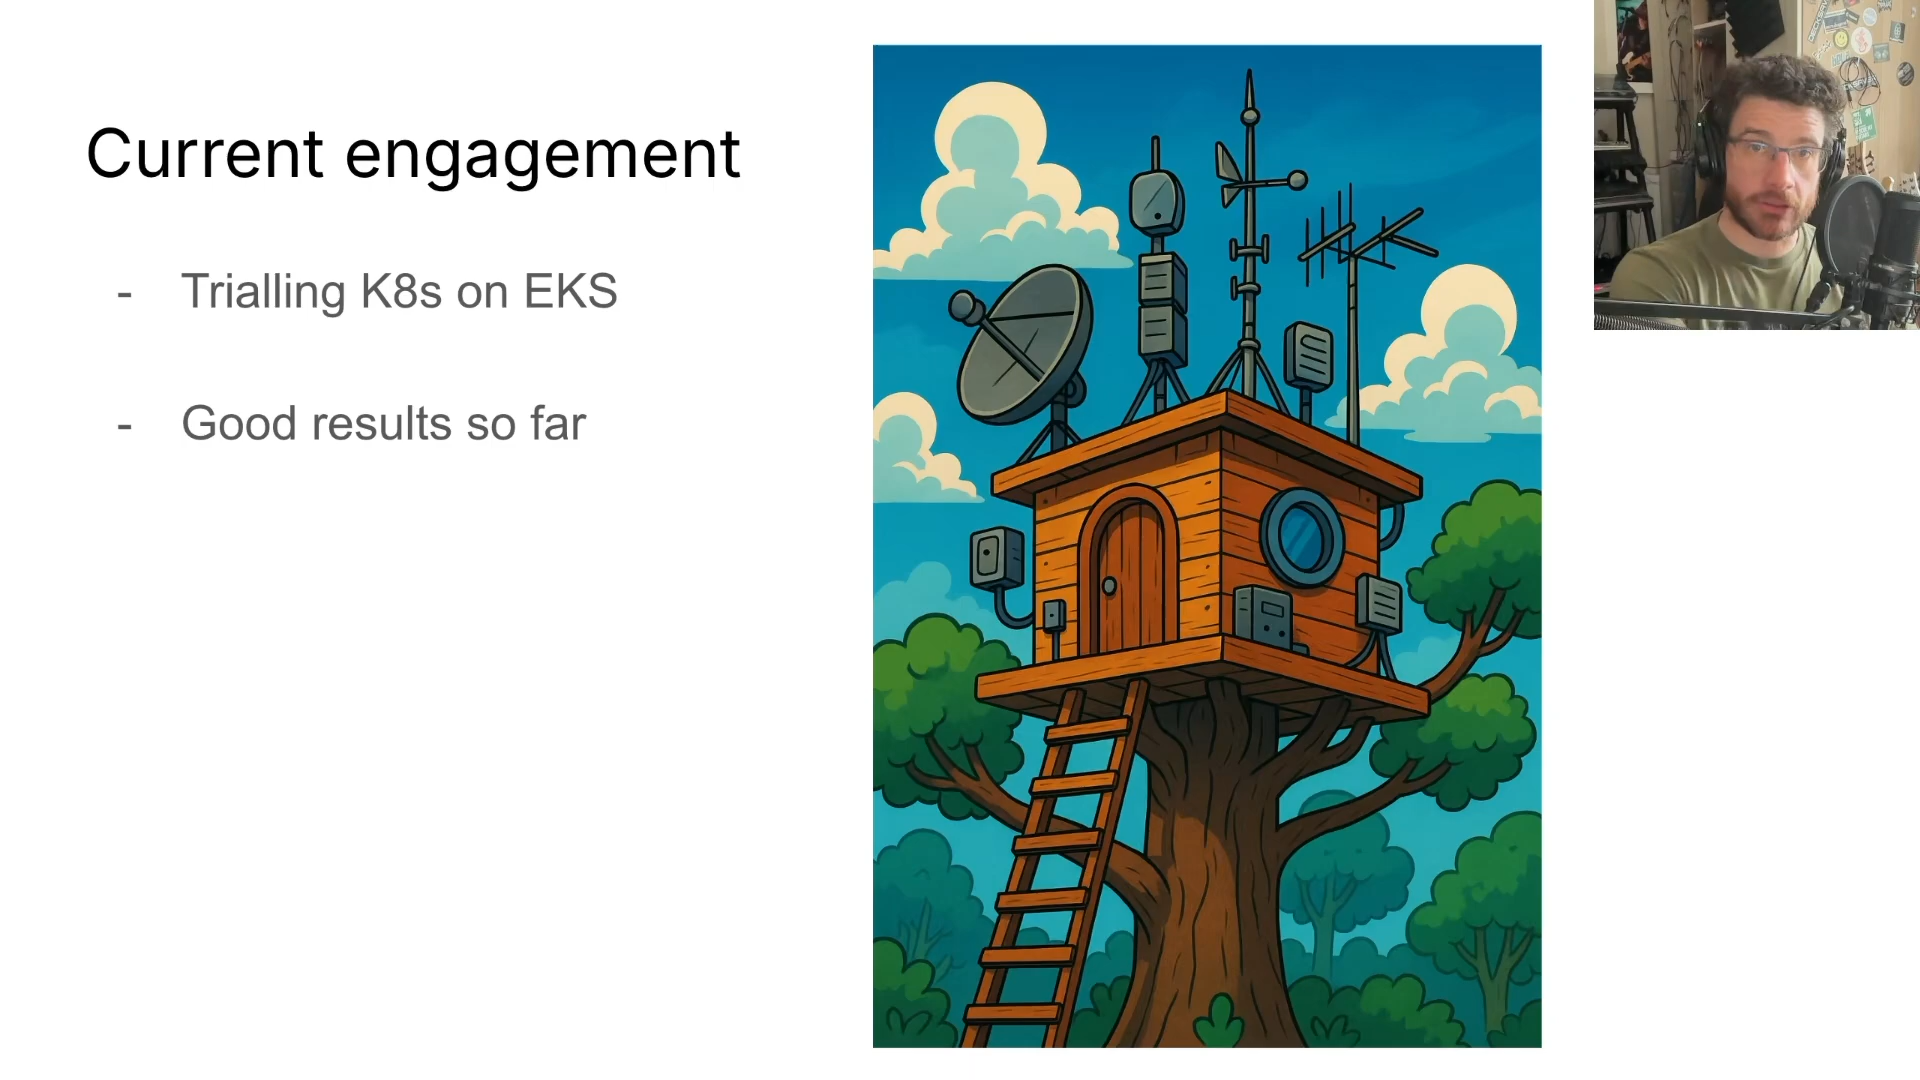 Current engagement
- Trialling K8s on EKS
- Good results so far